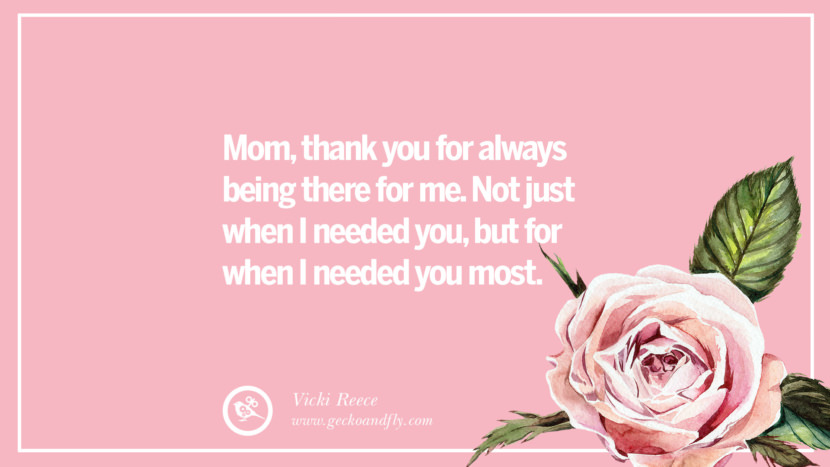 Mom, thank you for always
being there for me. Not just
when I needed you, but for
when I needed you most.
Vicki Reece
www.geckoandfly.com